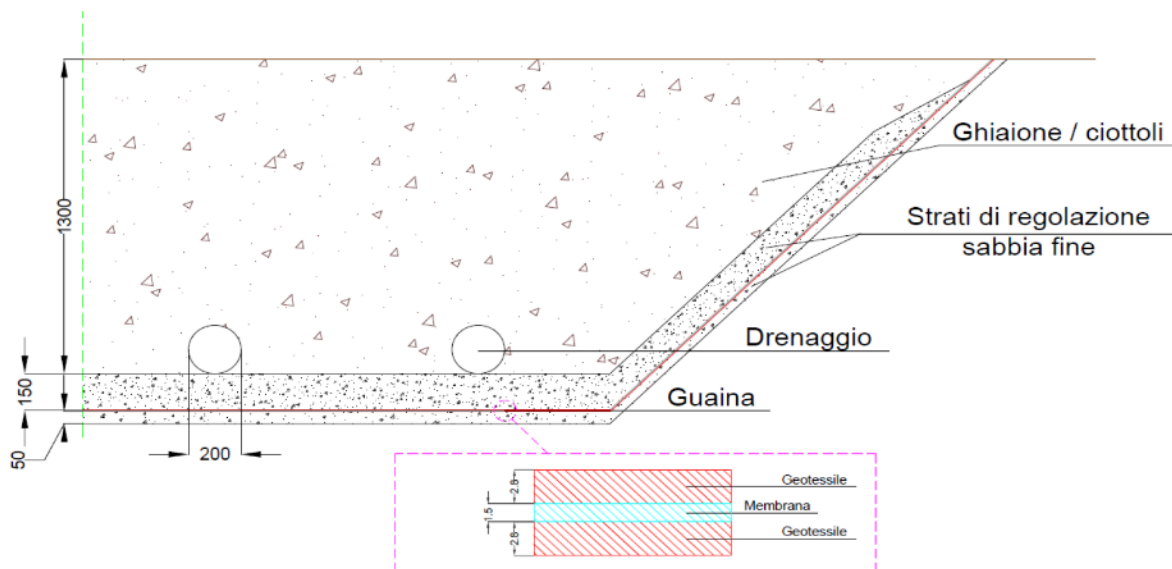 Ghiaione / ciottoli
1300
Strati di regolazione
sabbia fine
Drenaggio
150
Guaina
50
200
2.8
Geotessile
1.5
Membrana
2.8
Geotessile